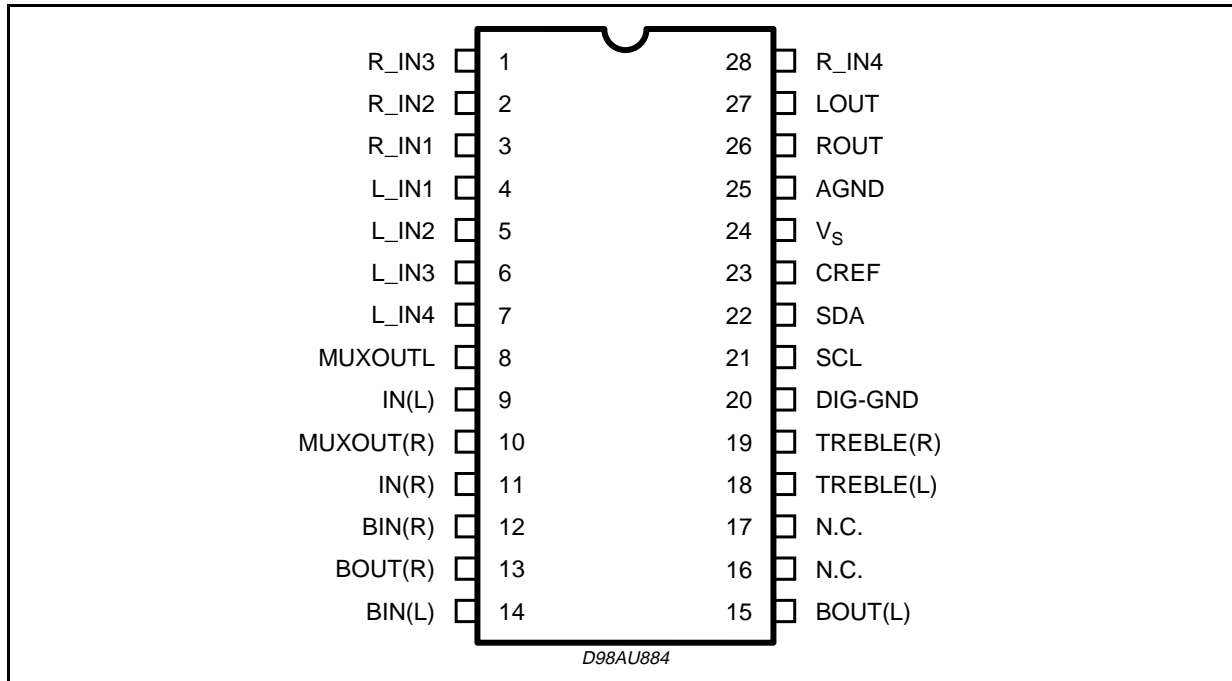 R_IN3 1 28 R_IN4
R_IN2 2 27 LOUT
R_IN1 3 26 ROUT
L_IN1 4 25 AGND
L_IN2 5 24 VS
L_IN3 6 23 CREF
L_IN4 7 22 SDA
MUXOUTL 8 21 SCL
IN(L) 9 20 DIG-GND
MUXOUT(R) 10 19 TREBLE(R)
IN(R) 11 18 TREBLE(L)
BIN(R) 12 17 N.C.
BOUT(R) 13 16 N.C.
BIN(L) 14 15 BOUT(L)
D98AU884